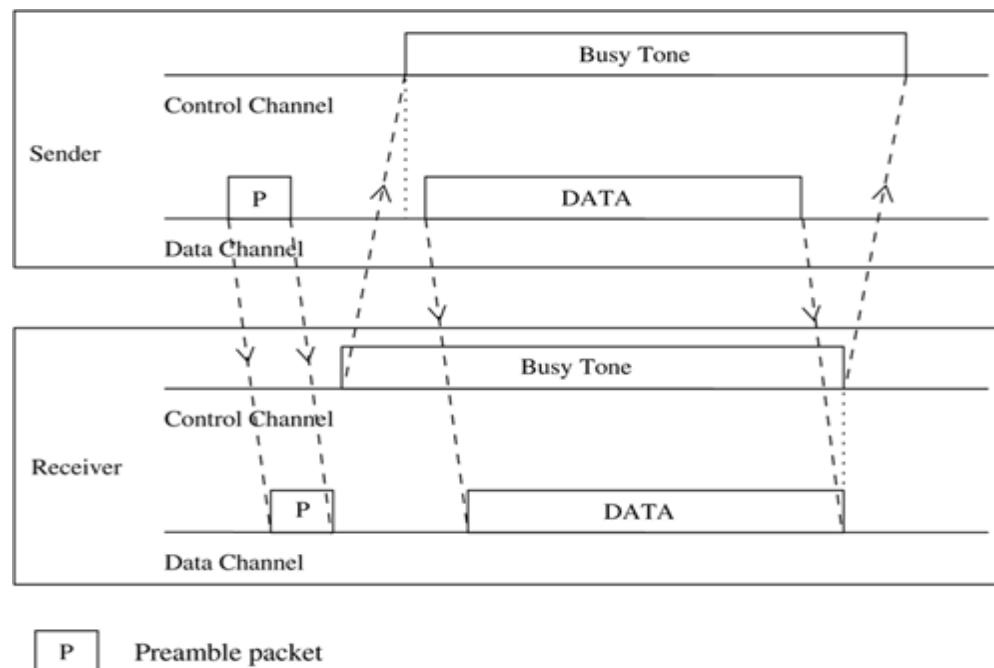 Busy Tone
Control Channel
Sender
P
DATA
Data Channel
Busy Tone
Control Channel
Receiver
P
DATA
Data Channel
P Preamble packet